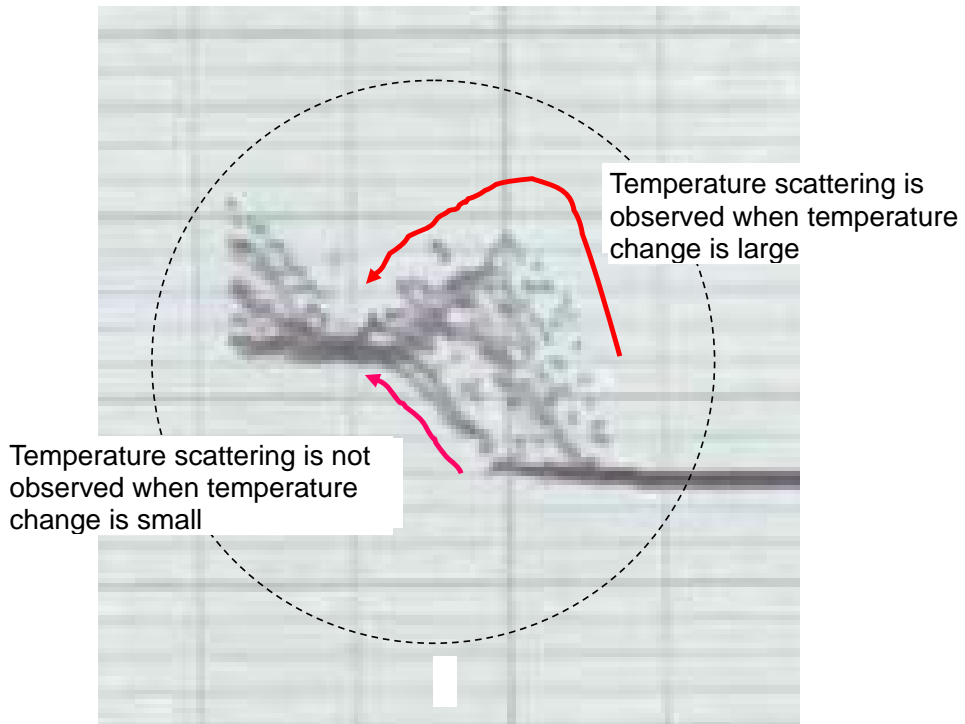 Temperature scattering is
observed when temperature
change is large
Temperature scattering is not
observed when temperature
change is small